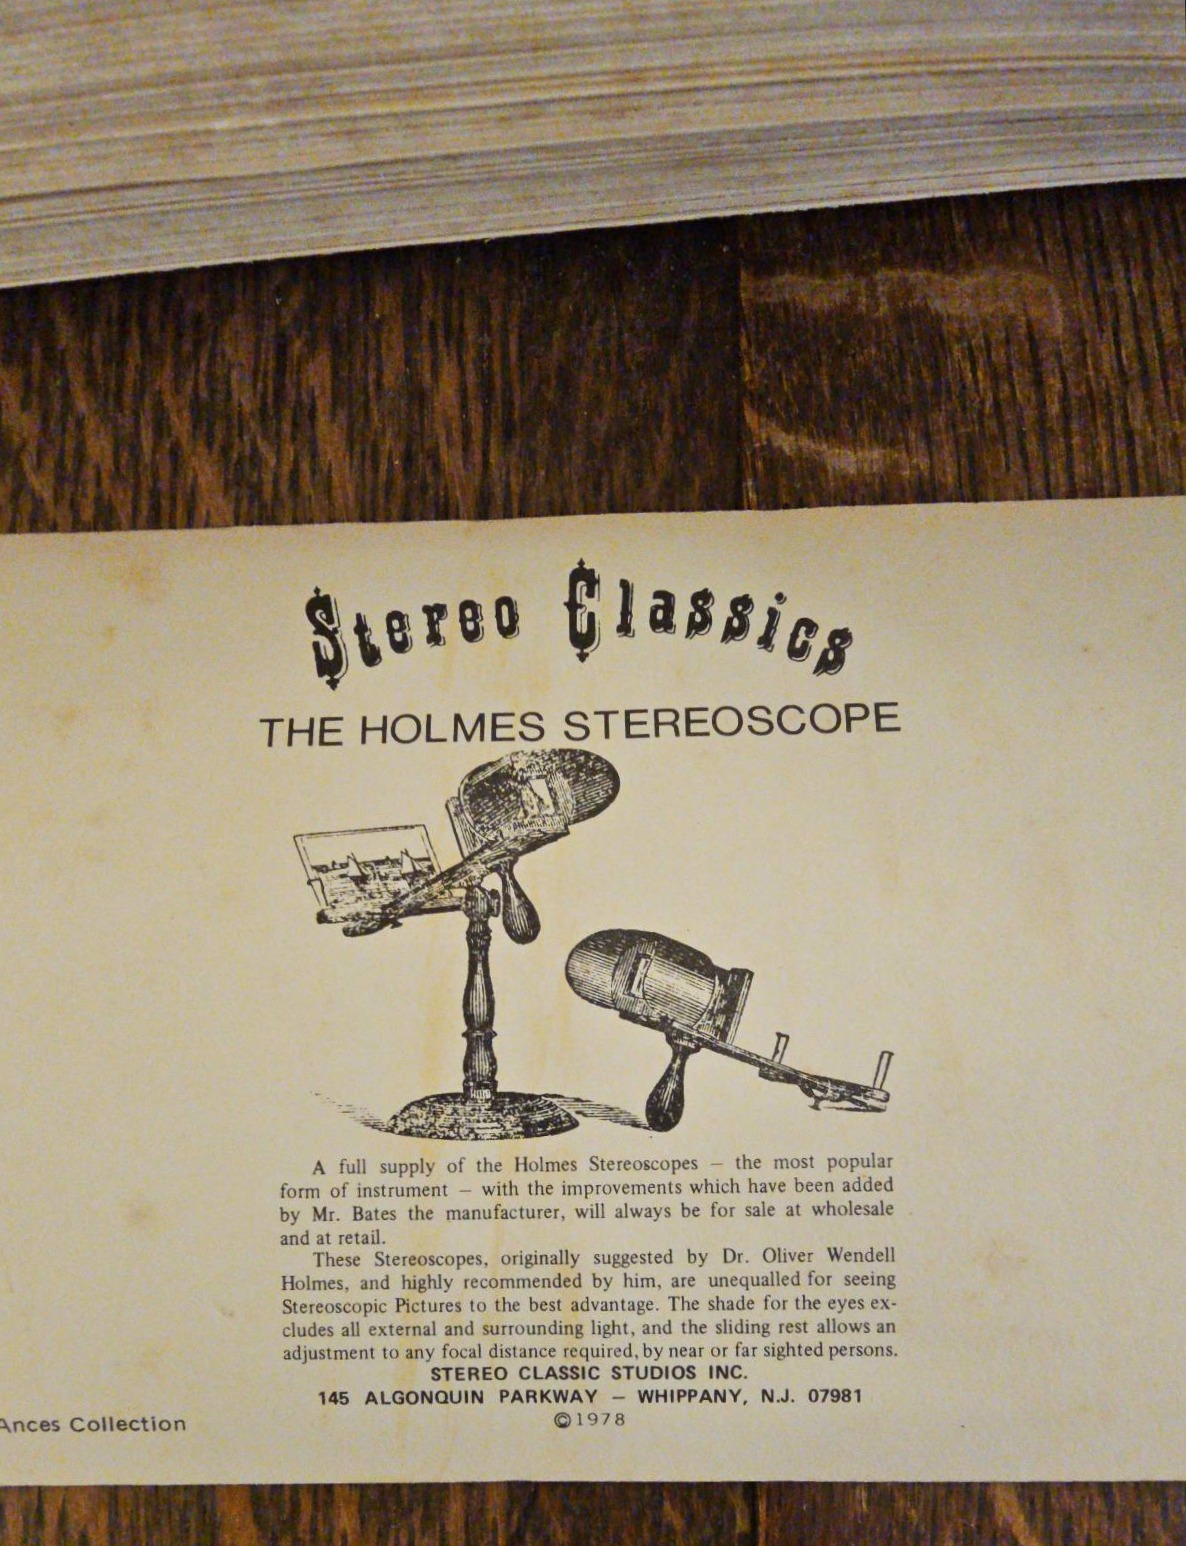 Stereo Classics
THE HOLMES STEREOSCOPE
A full supply of the Holmes Stereoscopes — the most popular
form of instrument — with the improvements which have been added
by Mr. Bates the manufacturer, will always be for sale at wholesale
and at retail.
These Stereoscopes, originally suggested by Dr. Oliver Wendell
Holmes, and highly recommended by him, are unequalled for seeing
Stereoscopic Pictures to the best advantage. The shade for the eyes ex-
cludes all external and surrounding light, and the sliding rest allows an
adjustment to any focal distance required, by near or far sighted persons.
STEREO CLASSIC STUDIOS INC.
145 ALGONQUIN PARKWAY — WHIPPANY, N.J. 07981
©1978
Ances Collection